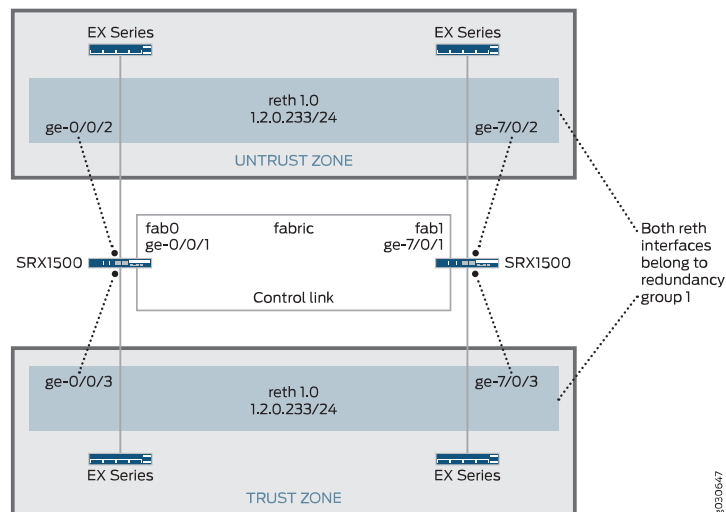 EX Series
EX Series
reth 1.0
1.2.0.233/24
ge-0/0/2
ge-7/0/2
UNTRUST ZONE
fab0
ge-0/0/1
fabric
fab1
ge-7/0/1
SRX1500
SRX1500
Control link
Both reth
interfaces
belong to
redundancy
group 1
ge-0/0/3
ge-7/0/3
reth 1.0
1.2.0.233/24
EX Series
EX Series
TRUST ZONE
g030647